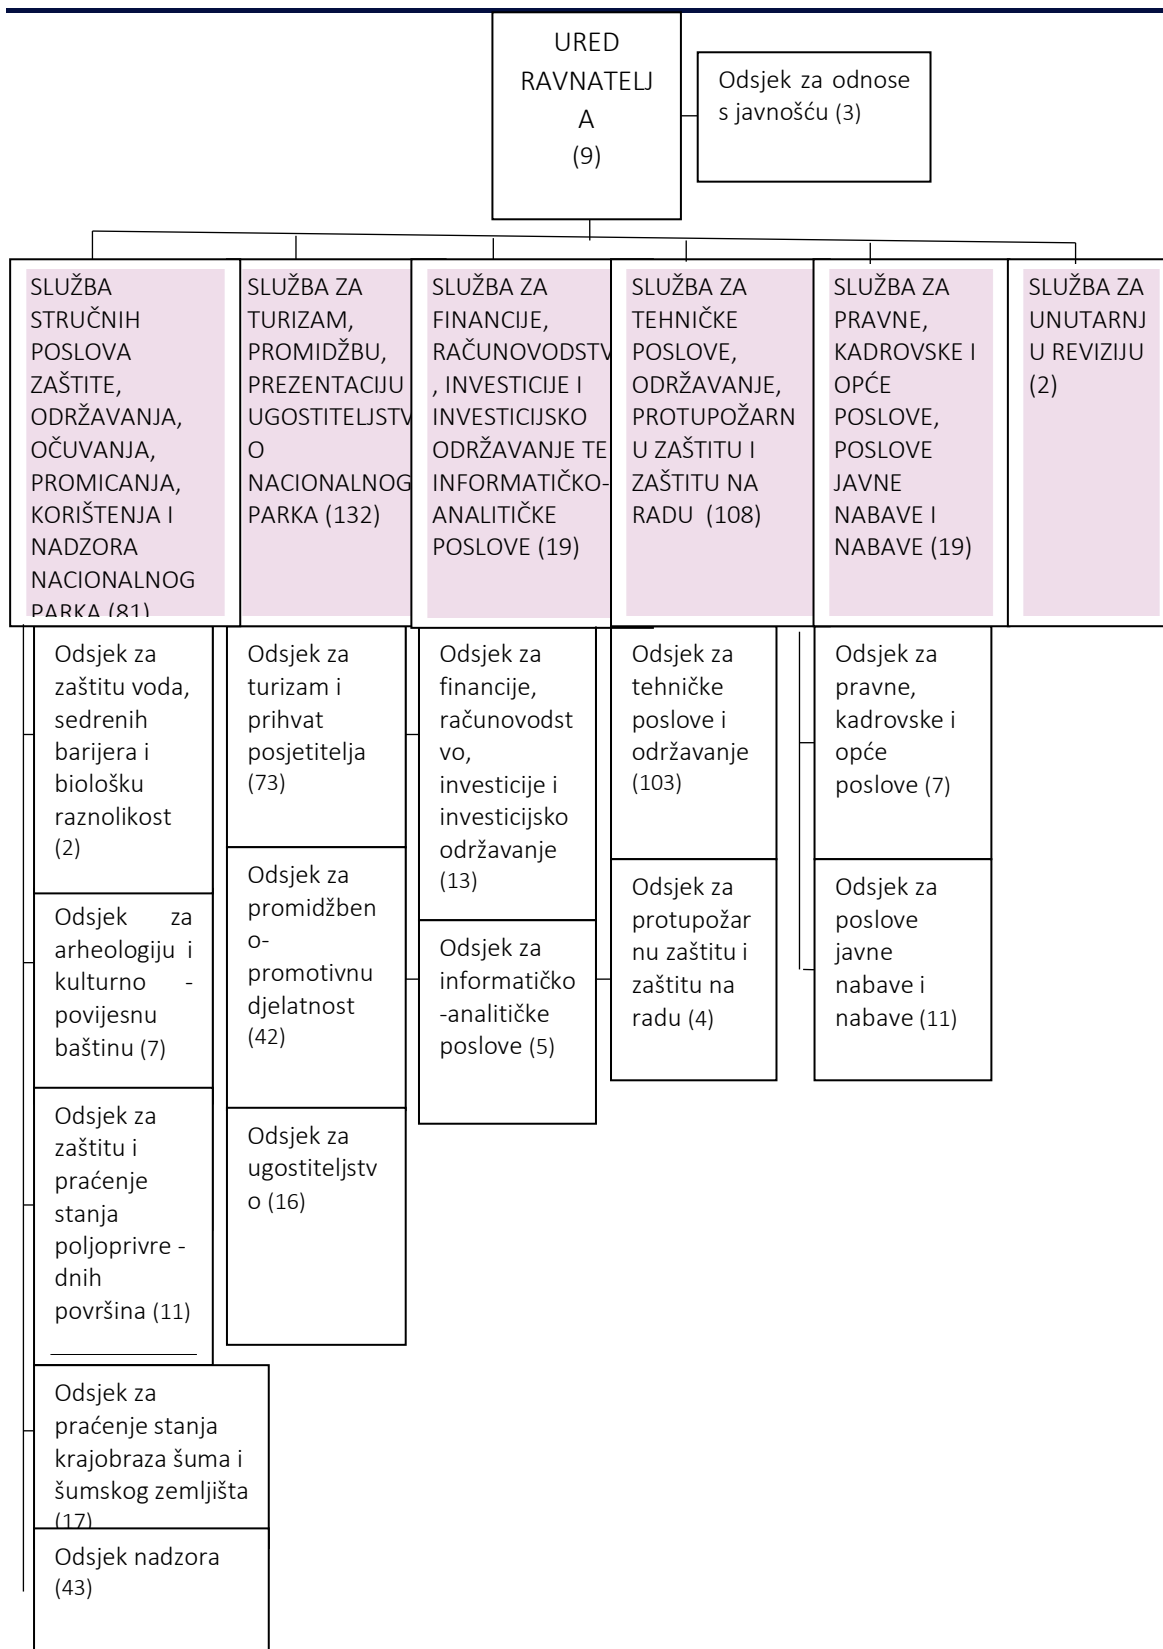 URED
RAVNATELJ
A
(9)
Odsjek za odnose
s javnošću (3)
SLUŽBA
STRUČNIH
POSLOVA
ZAŠTITE,
ODRŽAVANJA,
OČUVANJA,
PROMICANJA,
KORIŠTENJA I
NADZORA
NACIONALNOG
PARKA (81)
SLUŽBA ZA
TURIZAM,
PROMIDŽBU,
PREZENTACIJU
UGOSTITELJSTV
O
NACIONALNOG
PARKA (132)
SLUŽBA ZA
FINANCIJE,
RAČUNOVODSTV
, INVESTICIJE I
INVESTICIJSKO
ODRŽAVANJE TE
INFORMATIČKO-
ANALITIČKE
POSLOVE (19)
SLUŽBA ZA
TEHNIČKE
POSLOVE,
ODRŽAVANJE,
PROTUPOŽARN
U ZAŠTITU I
ZAŠTITU NA
RADU (108)
SLUŽBA ZA
PRAVNE,
KADROVSKE I
OPĆE
POSLOVE,
POSLOVE
JAVNE
NABAVE I
NABAVE (19)
SLUŽBA ZA
UNUTARNJ
U REVIZIJU
(2)
Odsjek za
zaštitu voda,
sedrenih
barijera i
biološku
raznolikost
(2)
Odsjek za
arheologiju i
kulturno -
povijesnu
baštinu (7)
Odsjek za
zaštitu i
praćenje
stanja
poljoprivre -
dnih
površina (11)
Odsjek za
praćenje stanja
krajobraza šuma i
šumskog zemljišta
(17)
Odsjek nadzora
(43)
Odsjek za
turizam i
prihvat
posjetitelja
(73)
Odsjek za
promidžben
o-
promotivnu
djelatnost
(42)
Odsjek za
ugostiteljstv
o (16)
Odsjek za
financije,
računovodst
vo,
investicije i
investicijsko
održavanje
(13)
Odsjek za
informatičko
-analitičke
poslove (5)
Odsjek za
tehničke
poslove i
održavanje
(103)
Odsjek za
protupožar
nu zaštitu i
zaštitu na
radu (4)
Odsjek za
pravne,
kadrovske i
opće
poslove (7)
Odsjek za
poslove
javne
nabave i
nabave (11)